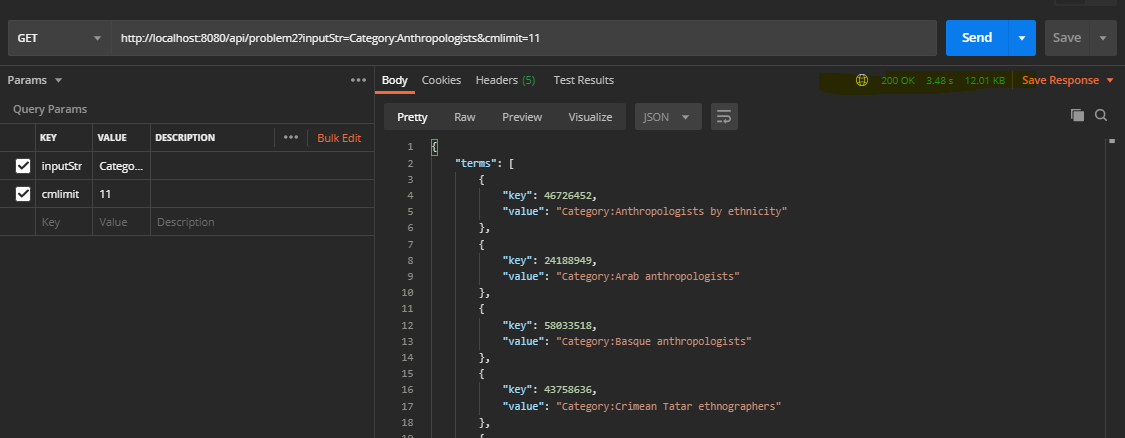 GET http://localhost:8080/api/problem2?inputStr=Category:Anthropologists&cmlimit=11 Send Save
Params
Query Params
KEY VALUE DESCRIPTION ••• Bulk Edit
inputStr Catego...
cmlimit 11
Key Value Description
Body Cookies Headers (5) Test Results 200 OK 3.48 s 12.01 KB Save Response
Pretty Raw Preview Visualize JSON
1 {
2 "terms": [
3 {
4 "key": 46726452,
5 "value": "Category:Anthropologists by ethnicity"
6 },
7 {
8 "key": 24188949,
9 "value": "Category:Arab anthropologists"
10 },
11 {
12 "key": 58033518,
13 "value": "Category:Basque anthropologists"
14 },
15 {
16 "key": 43758636,
17 "value": "Category:Crimean Tatar ethnographers"
18 },
19 {